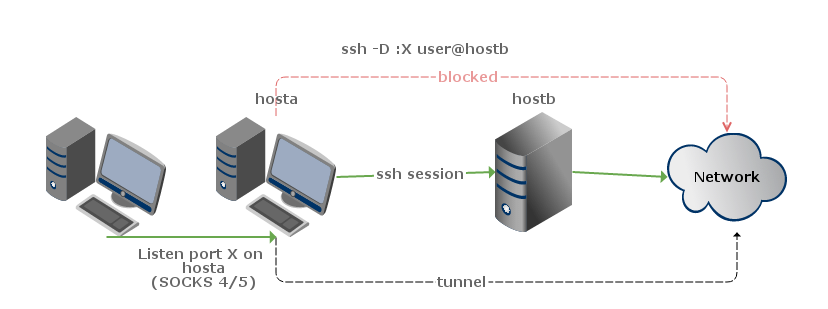 ssh -D :X user@hostb
blocked
hosta
hostb
ssh session
Network
Listen port X on
hosta
(SOCKS 4/5)
tunnel